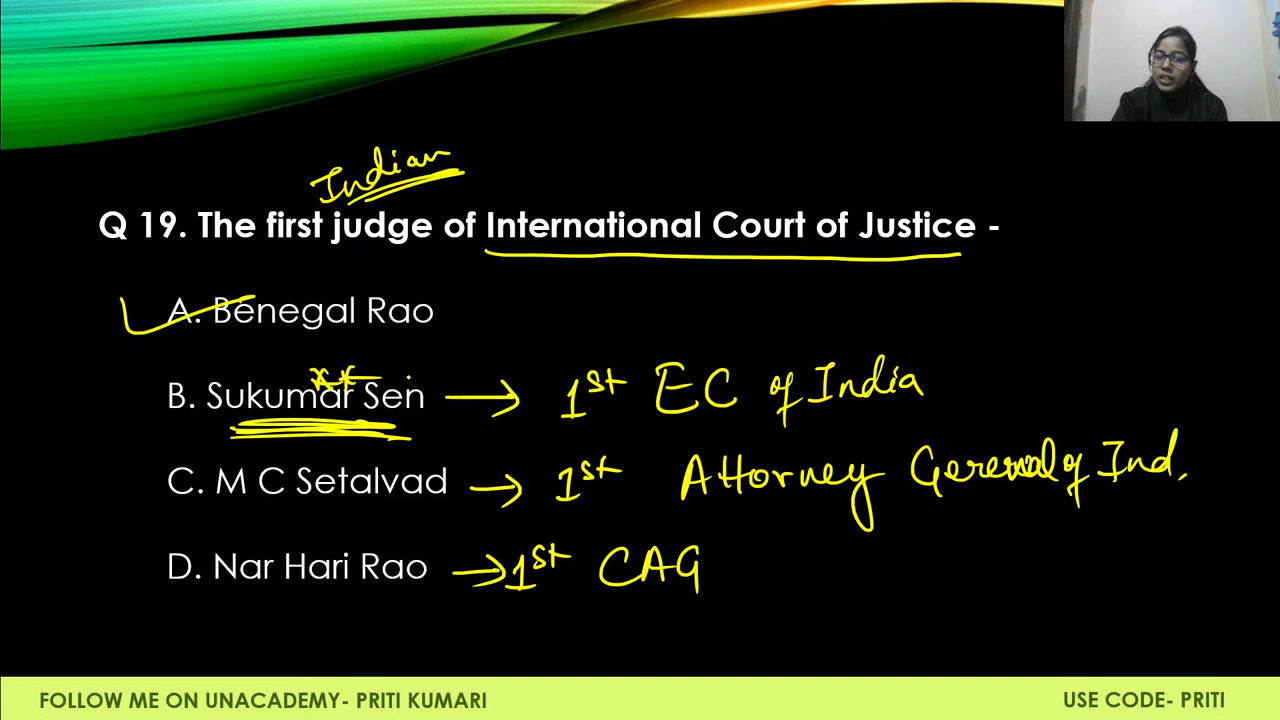 Indian
Q 19. The first judge of International Court of Justice -
A. Benegal Rao
B. Sukumar Sen → 1st EC of India
C. M C Setalvad → 1st Attorney General of Ind.
D. Nar Hari Rao → 1st CAG
FOLLOW ME ON UNACADEMY- PRITI KUMARI
USE CODE- PRITI